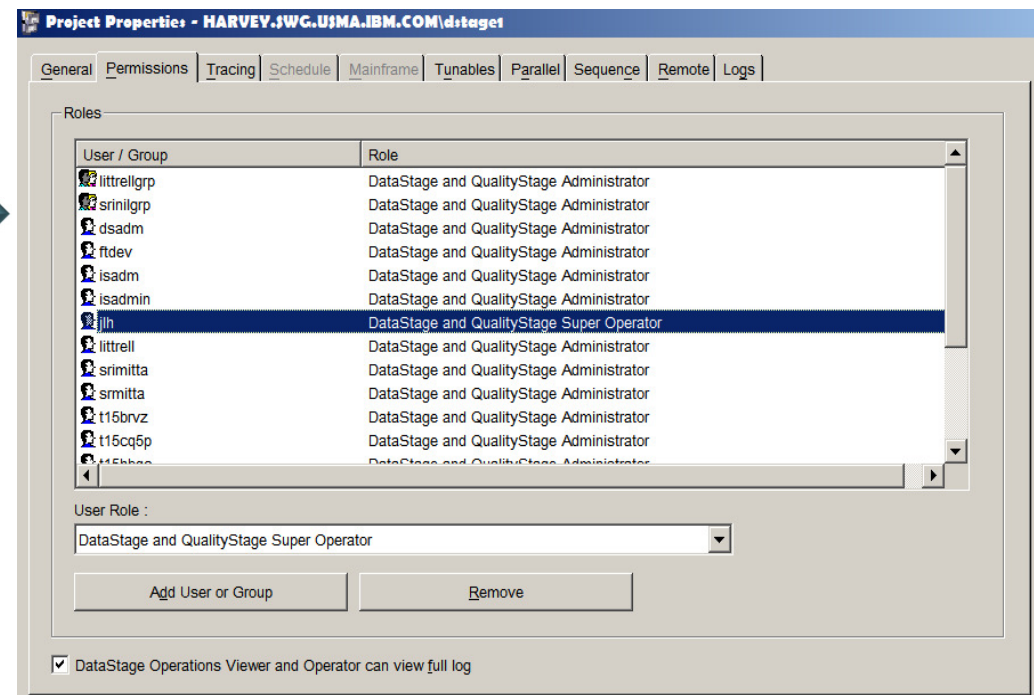 Project Properties - HARVEY.SWG.USMA.IBM.COM\dstage1
General Permissions Tracing Schedule Mainframe Tunables Parallel Sequence Remote Logs
Roles
User / Group Role
littrellgrp DataStage and QualityStage Administrator
srinilgrp DataStage and QualityStage Administrator
dsadm DataStage and QualityStage Administrator
ftdev DataStage and QualityStage Administrator
isadm DataStage and QualityStage Administrator
isadmin DataStage and QualityStage Administrator
jlh DataStage and QualityStage Super Operator
littrell DataStage and QualityStage Administrator
srimitta DataStage and QualityStage Administrator
srmitta DataStage and QualityStage Administrator
t15brvz DataStage and QualityStage Administrator
t15cq5p DataStage and QualityStage Administrator
DataStage and QualityStage Administrator
User Role :
DataStage and QualityStage Super Operator
Add User or Group Remove
DataStage Operations Viewer and Operator can view full log